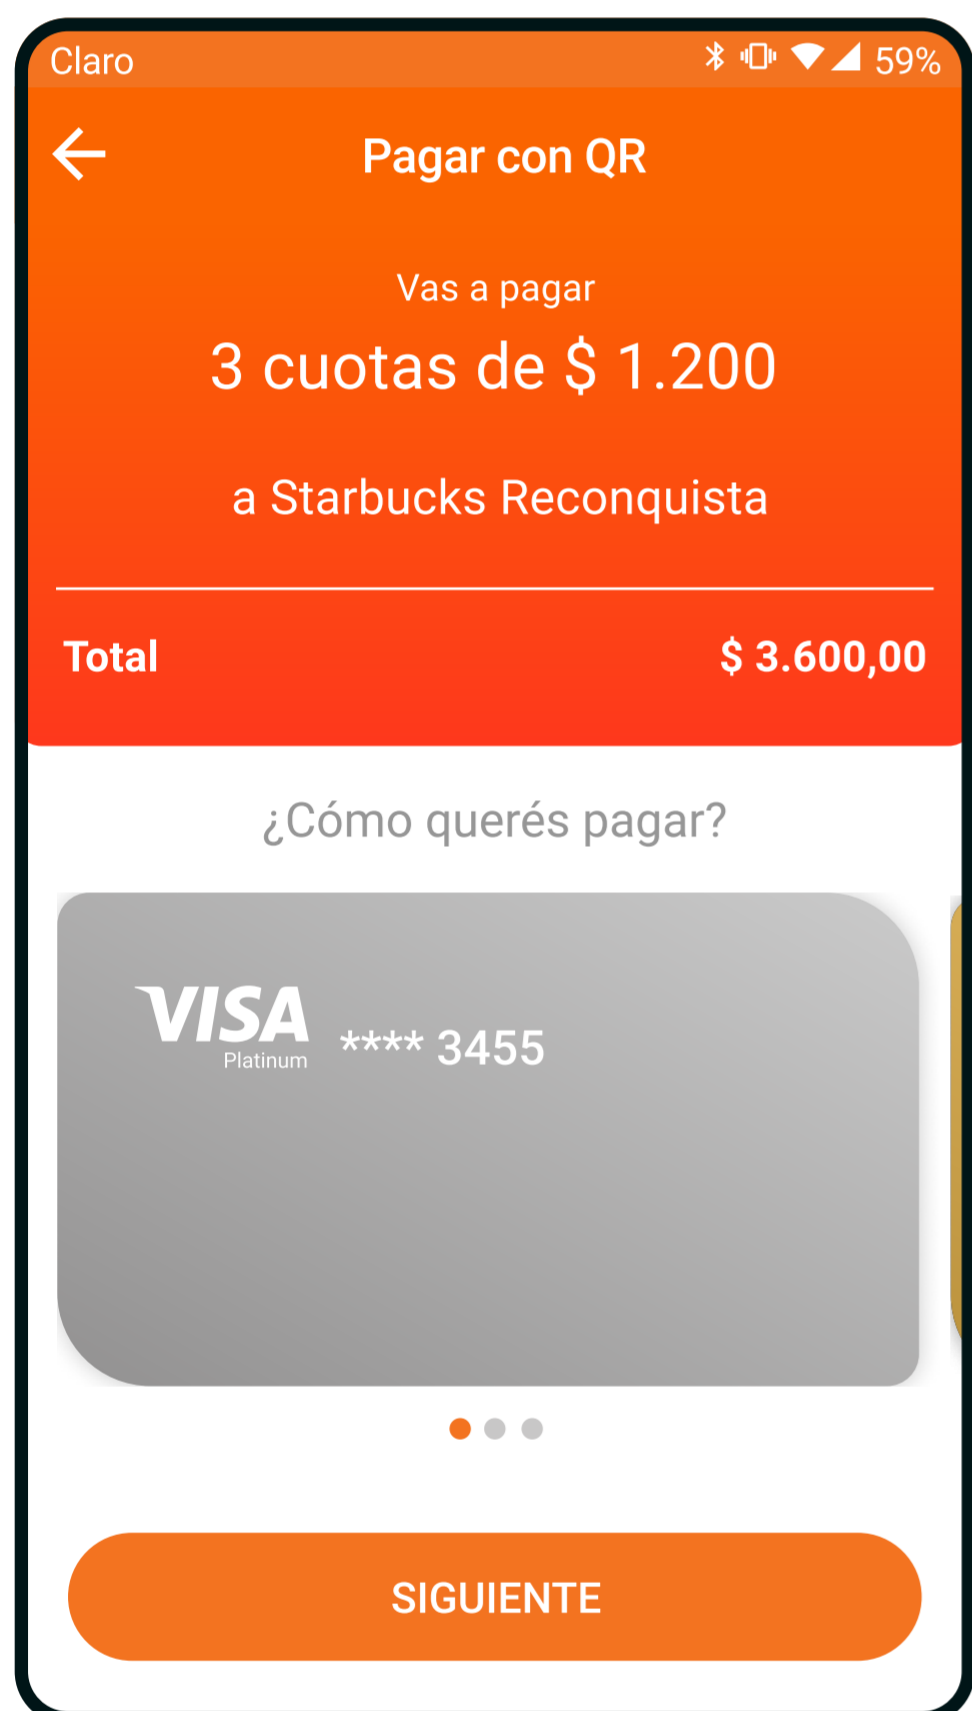 Claro 59%
Pagar con QR
Vas a pagar
3 cuotas de $ 1.200
a Starbucks Reconquista
Total $ 3.600,00
¿Cómo querés pagar?
VISA
Platinum **** 3455
SIGUIENTE